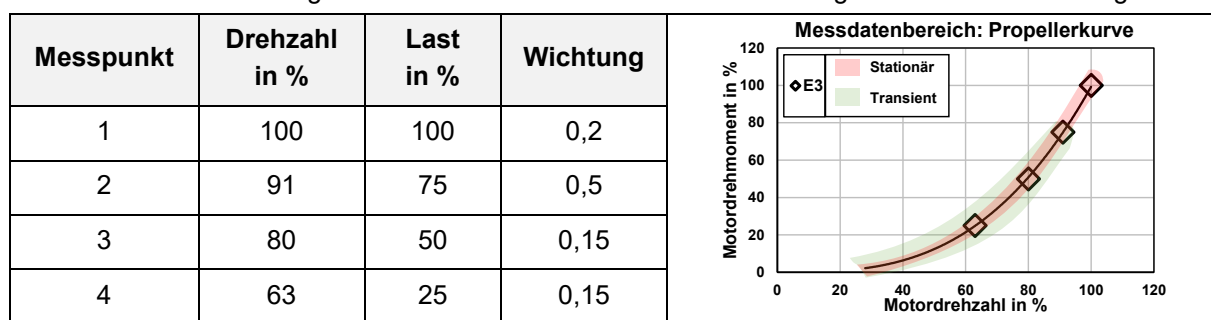 Messpunkt
Drehzahl
in %
Last
in %
Wichtung
1 100 100 0,2
2 91 75 0,5
3 80 50 0,15
4 63 25 0,15
Messdatenbereich: Propellerkurve
Motordrehmoment in %
120
100
80
60
40
20
0
E3
Stationär
Transient
0 20 40 60 80 100 120
Motordrehzahl in %